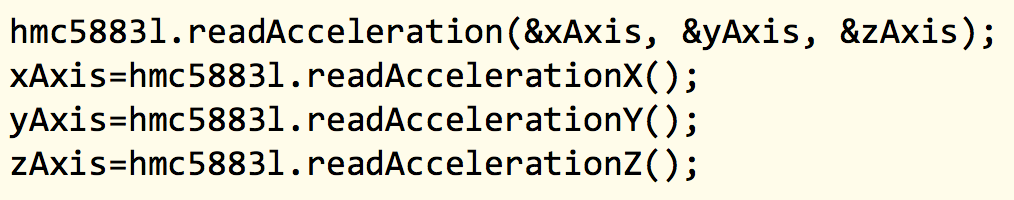 hmc5883l.readAcceleration(&xAxis, &yAxis, &zAxis);
xAxis=hmc5883l.readAccelerationX();
yAxis=hmc5883l.readAccelerationY();
zAxis=hmc5883l.readAccelerationZ();